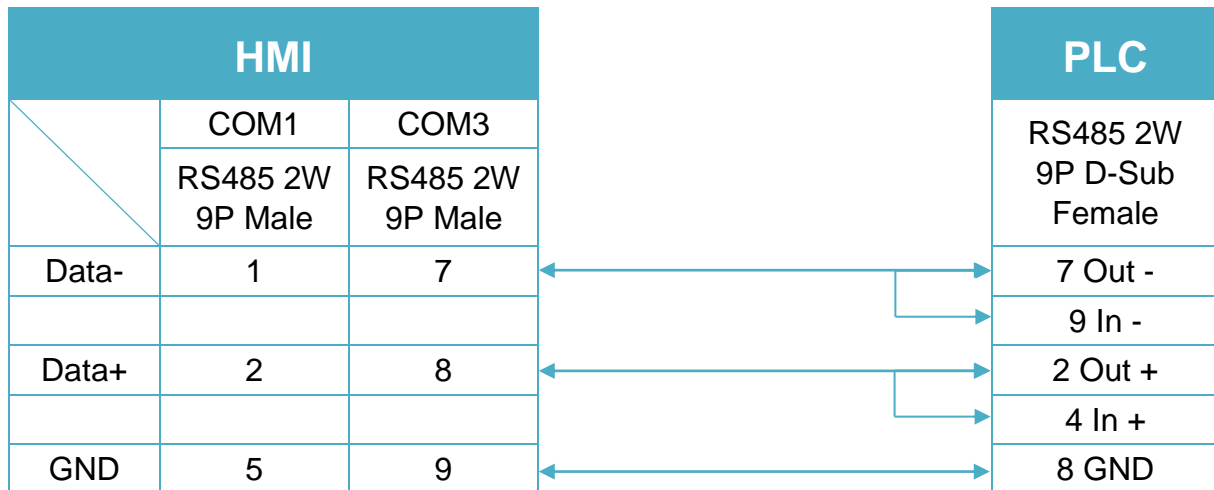 HMI
PLC
COM1
COM3
RS485 2W
9P Male
RS485 2W
9P Male
RS485 2W
9P D-Sub
Female
Data- 1 7 7 Out -
9 In -
Data+ 2 8 2 Out +
4 In +
GND 5 9 8 GND